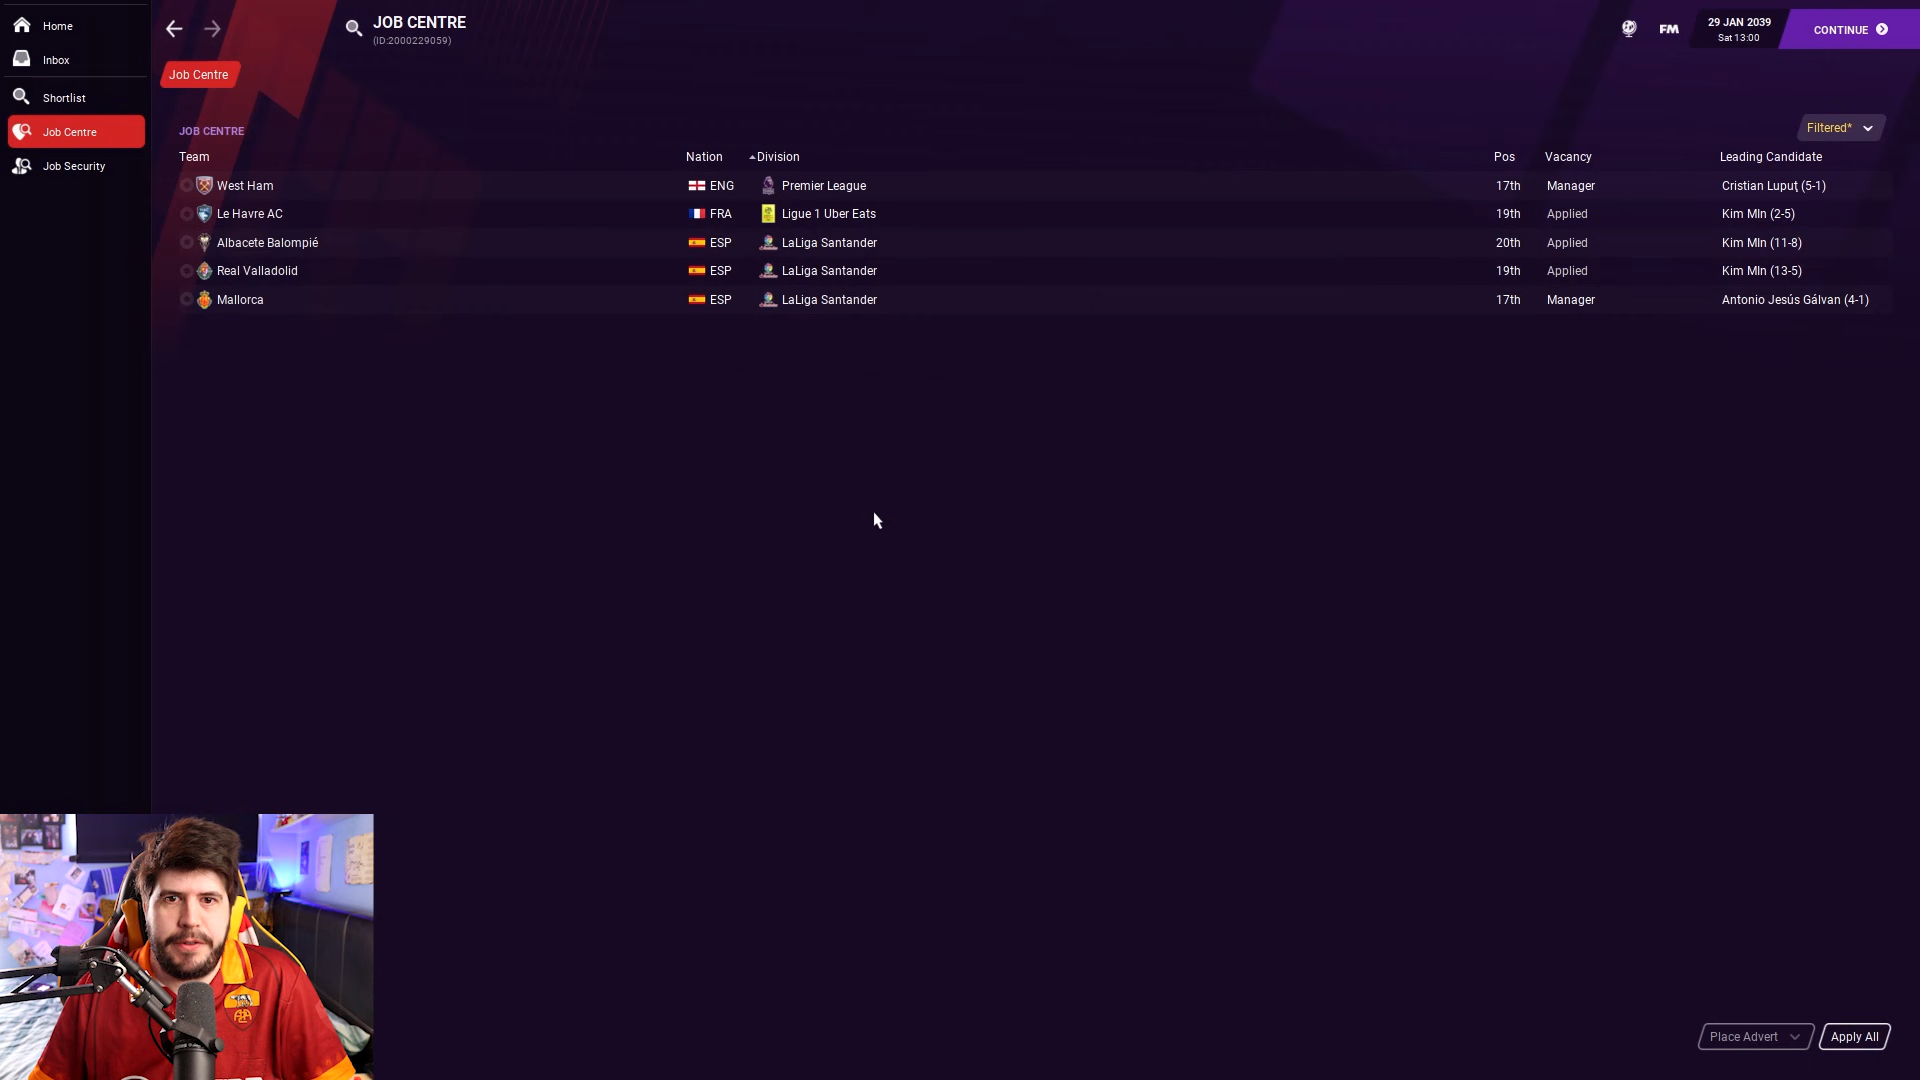 Home
Inbox
Shortlist
Job Centre
Job Security
JOB CENTRE
(ID:2000229059)
FM
29 JAN 2039
Sat 13:00
CONTINUE
Job Centre
JOB CENTRE
Filtered*
Team Nation Division Pos Vacancy Leading Candidate
West Ham ENG Premier League 17th Manager Cristian Lupuț (5-1)
Le Havre AC FRA Ligue 1 Uber Eats 19th Applied Kim MIn (2-5)
Albacete Balompié ESP LaLiga Santander 20th Applied Kim MIn (11-8)
Real Valladolid ESP LaLiga Santander 19th Applied Kim MIn (13-5)
Mallorca ESP LaLiga Santander 17th Manager Antonio Jesús Gálvan (4-1)
Place Advert
Apply All